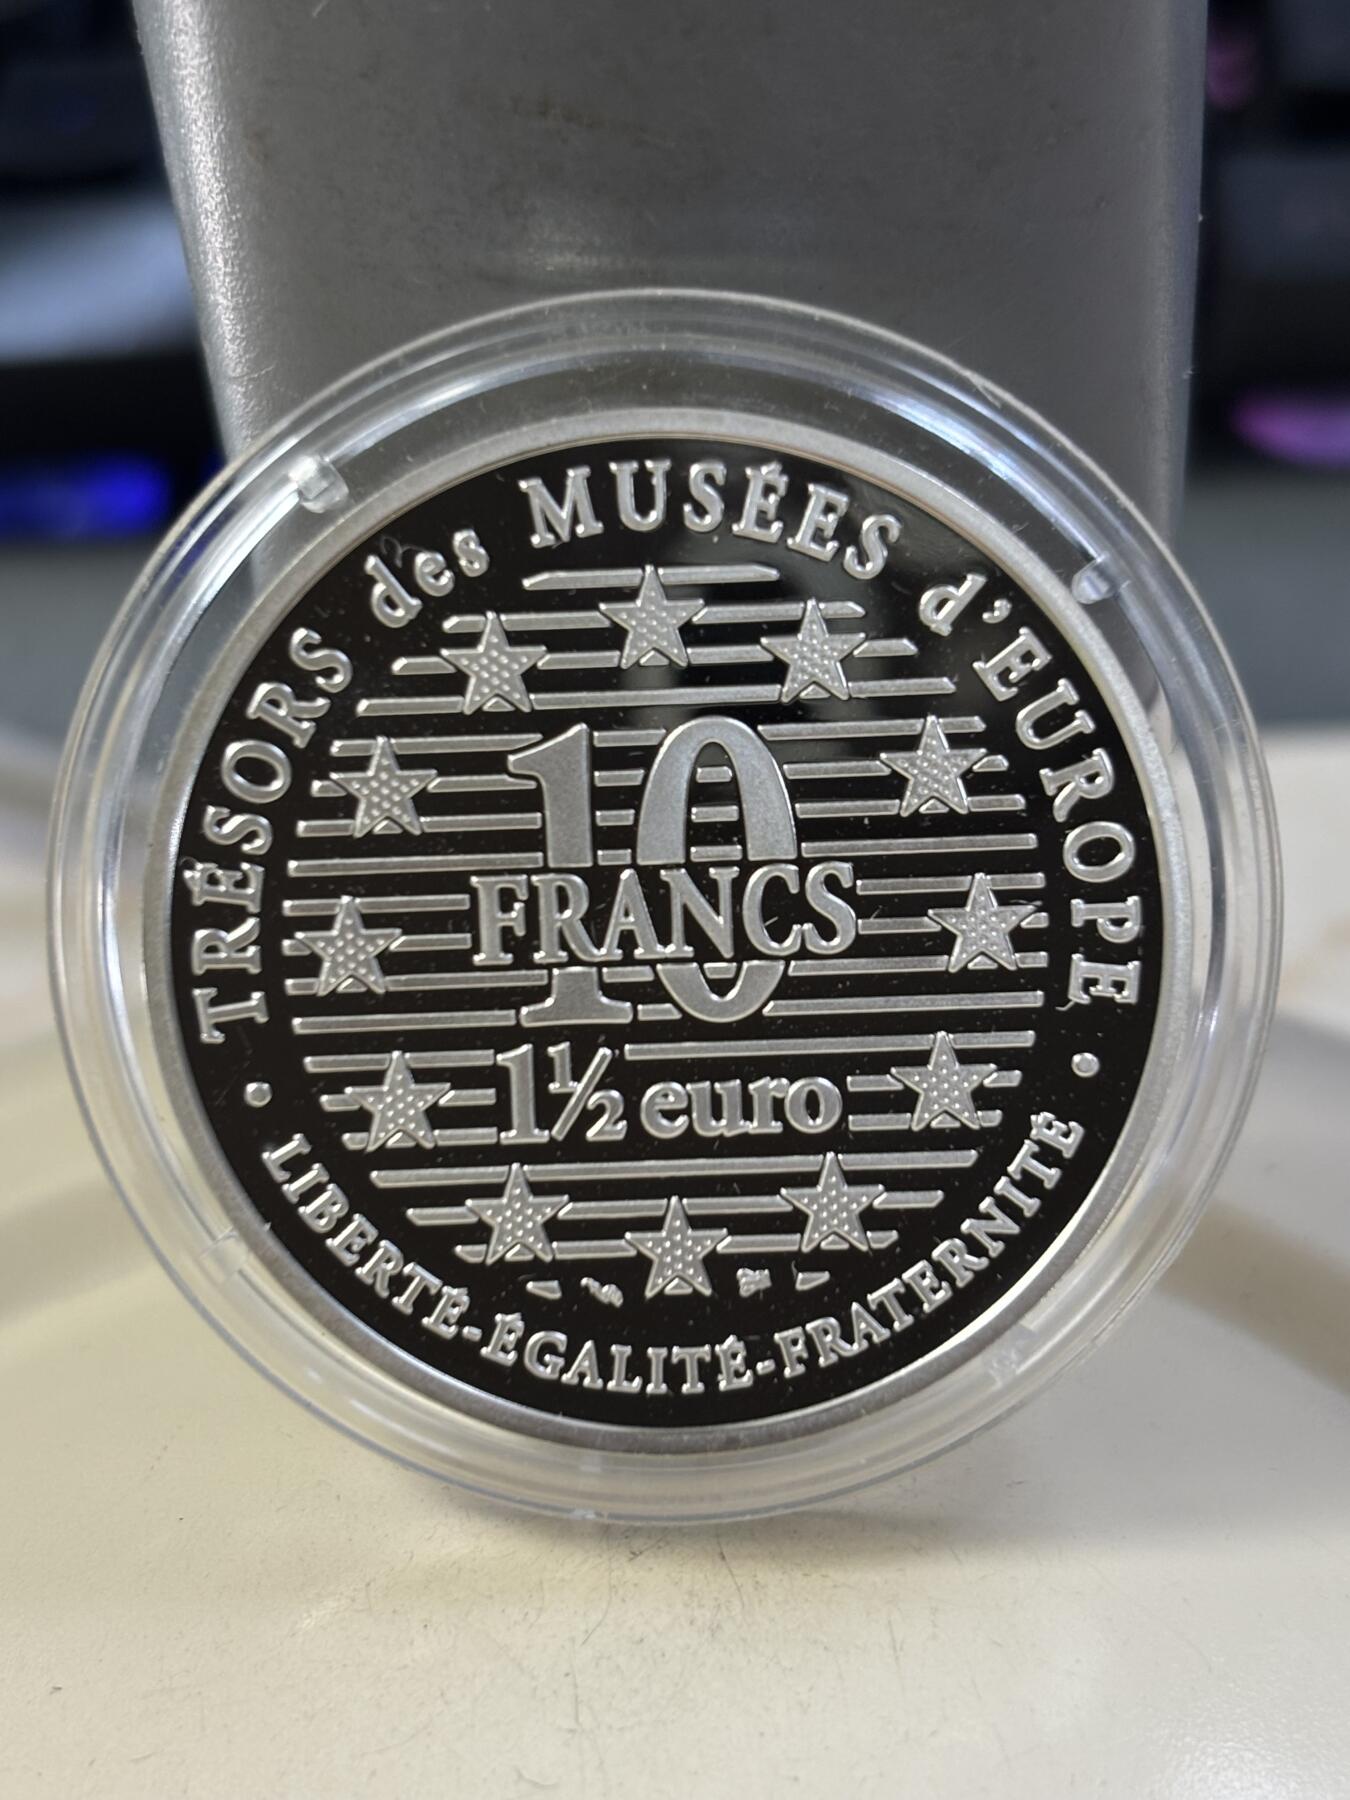 TRÉSORS des MUSÉES d'EUROPE
10
FRANCS
1½ euro
LIBERTÉ-ÉGALITÉ-FRATERNITÉ